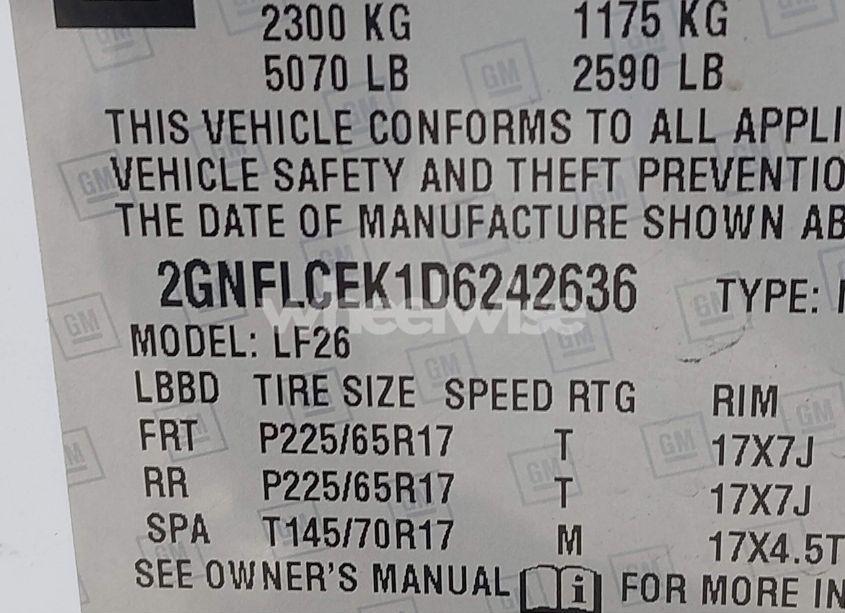 2300 KG 1175 KG
5070 LB 2590 LB
THIS VEHICLE CONFORMS TO ALL APPLI
VEHICLE SAFETY AND THEFT PREVENTIO
THE DATE OF MANUFACTURE SHOWN AB
2GNFLCEK1D6242636 TYPE:
wheelwise
MODEL: LF26
LBBD TIRE SIZE SPEED RTG RIM
FRT P225/65R17 T 17X7J
RR P225/65R17 T 17X7J
SPA T145/70R17 M 17X4.5T
SEE OWNER'S MANUAL i FOR MORE IN
GM